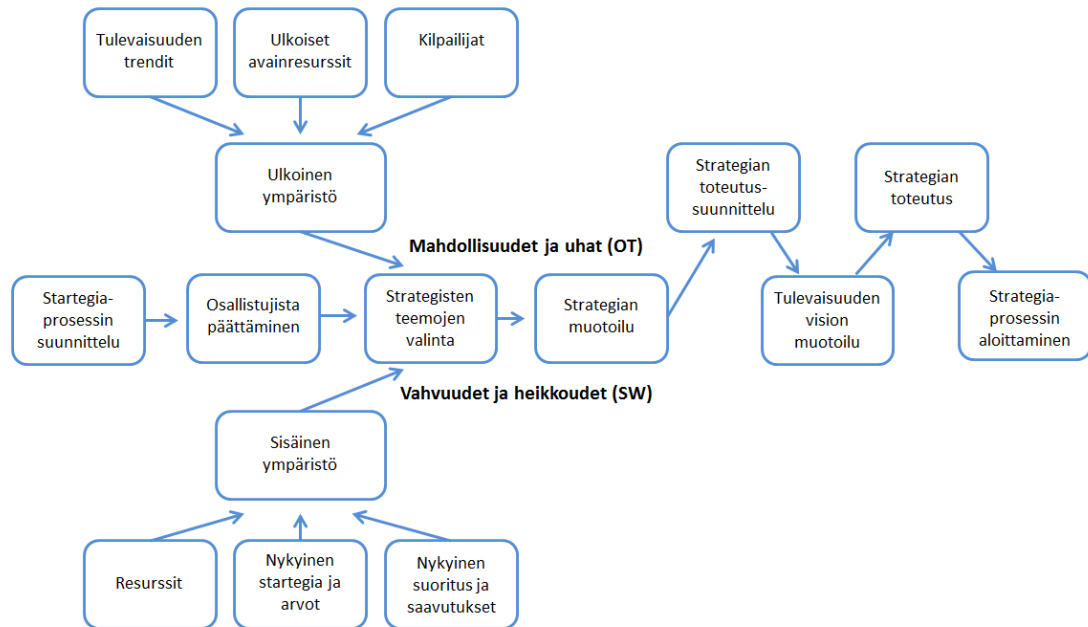 Tulevaisuuden
trendit
Ulkoiset
avainresurssit
Kilpailijat
Ulkoinen
ympäristö
Strategian
toteutus-
suunnittelu
Strategian
toteutus
Mahdollisuudet ja uhat (OT)
Startegia-
prosessin
suunnittelu
Osallistujista
päättäminen
Strategisten
teemojen
valinta
Strategian
muotoilu
Tulevaisuuden
vision
muotoilu
Strategia-
prosessin
aloittaminen
Vahvuudet ja heikkoudet (SW)
Sisäinen
ympäristö
Resurssit
Nykyinen
startegia ja
arvot
Nykyinen
suoritus ja
saavutukset